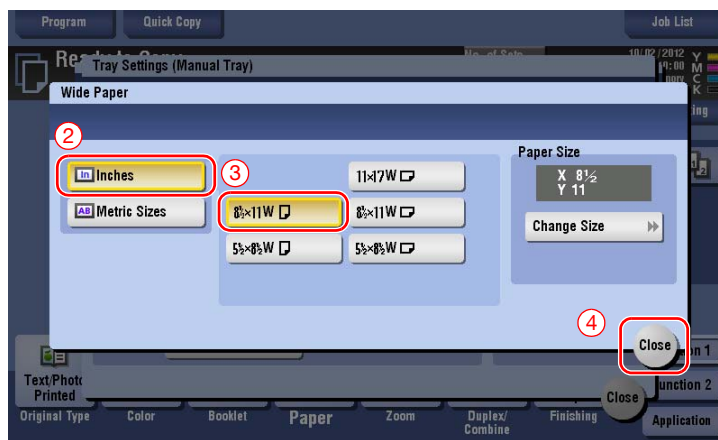 Program
Quick Copy
Job List
Tray Settings (Manual Tray)
10/02/2012
Y
M
C
K
Wide Paper
②
In Inches
③
11×17W
Paper Size
X 8½
Y 11
AB Metric Sizes
8½×11W
8½×11W
Change Size
5½×8½W
5½×8½W
④
Close
Text/Photo
Printed
Close
Original Type
Color
Booklet
Paper
Zoom
Duplex/
Combine
Finishing
Application